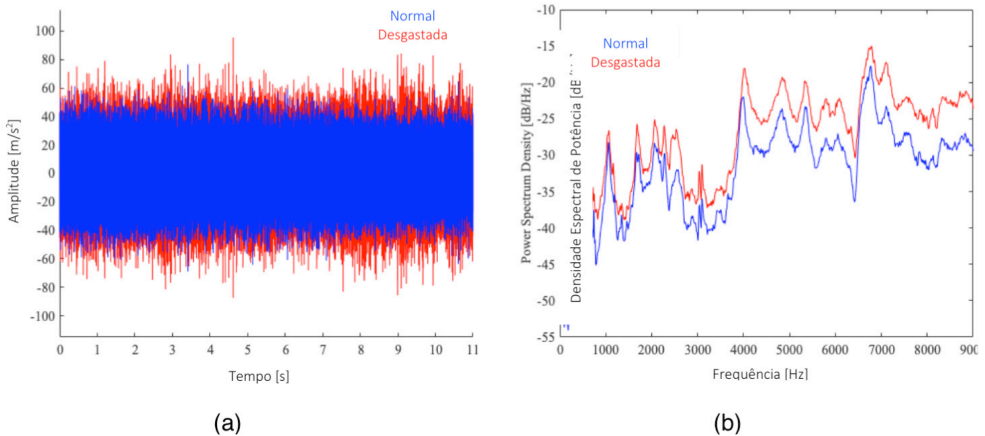 Normal
Desgastada
100
80
60
40
20
0
-20
-40
-60
-80
-100
Amplitude [m/s²]
0 1 2 3 4 5 6 7 8 9 10 11
Tempo [s]
(a)
Normal
Desgastada
-10
-15
-20
-25
-30
-35
-40
-45
-50
-55
Power Spectrum Density [dB/Hz]
Densidade Espectral de Potência [dB
0 1000 2000 3000 4000 5000 6000 7000 8000 900
Frequência [Hz]
(b)